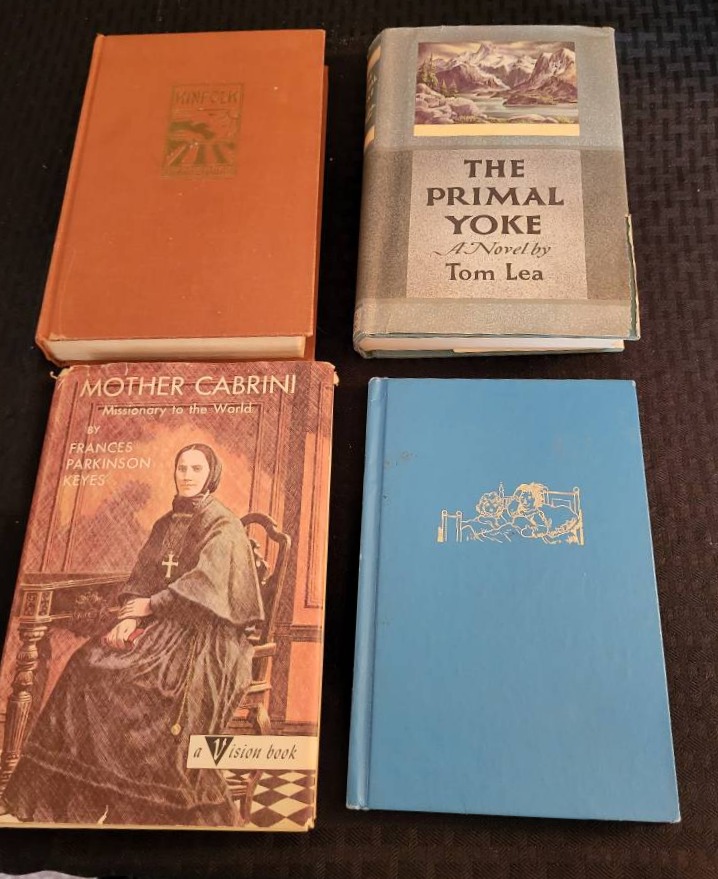 KINFOLK
THE
PRIMAL
YOKE
A Novel by
Tom Lea
MOTHER CABRINI
Missionary to the World
BY
FRANCES
PARKINSON
KEYES
a Vision book